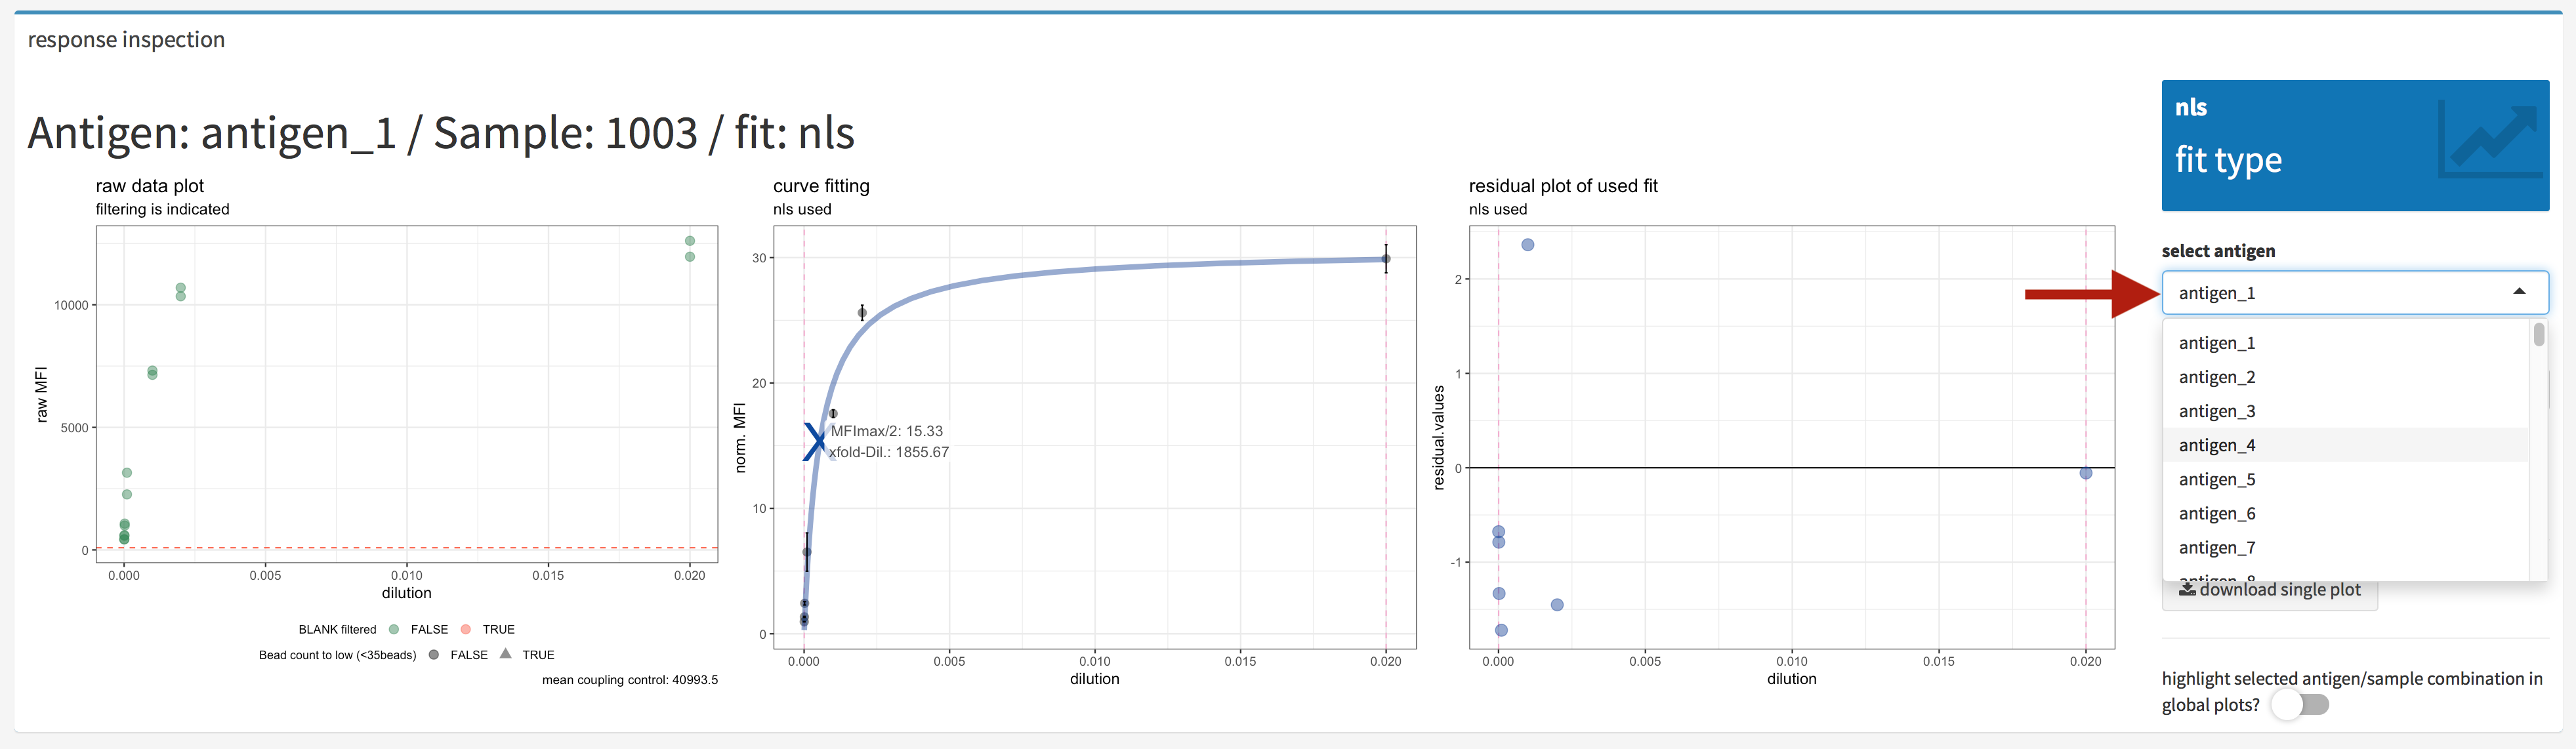 response inspection
Antigen: antigen_1 / Sample: 1003 / fit: nls
raw data plot
filtering is indicated
raw MFI
10000
5000
0
0.000 0.005 0.010 0.015 0.020
dilution
BLANK filtered FALSE TRUE
Bead count to low (<35beads) FALSE TRUE
mean coupling control: 40993.5
curve fitting
nls used
norm. MFI
30
20
10
0
MFImax/2: 15.33
xfold-Dil.: 1855.67
0.000 0.005 0.010 0.015 0.020
dilution
residual plot of used fit
nls used
residual.values
2
1
0
-1
0.000 0.005 0.010 0.015 0.020
dilution
nls
fit type
select antigen
antigen_1
antigen_1
antigen_2
antigen_3
antigen_4
antigen_5
antigen_6
antigen_7
antigen_8
download single plot
highlight selected antigen/sample combination in
global plots?